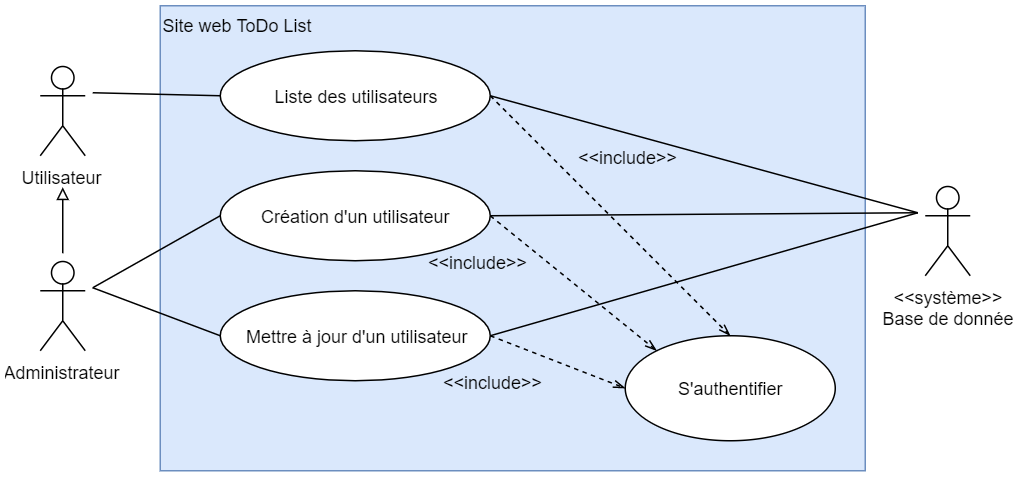 Site web ToDo List
Liste des utilisateurs
<<include>>
Utilisateur
Création d'un utilisateur
<<include>>
<<système>>
Base de donnée
Mettre à jour d'un utilisateur
Administrateur
<<include>>
S'authentifier